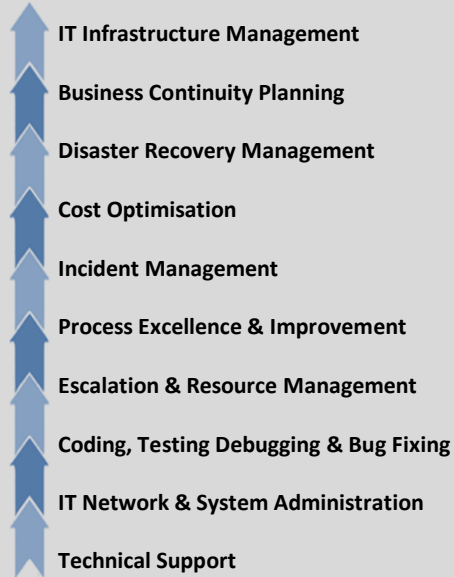 IT Infrastructure Management
Business Continuity Planning
Disaster Recovery Management
Cost Optimisation
Incident Management
Process Excellence & Improvement
Escalation & Resource Management
Coding, Testing Debugging & Bug Fixing
IT Network & System Administration
Technical Support